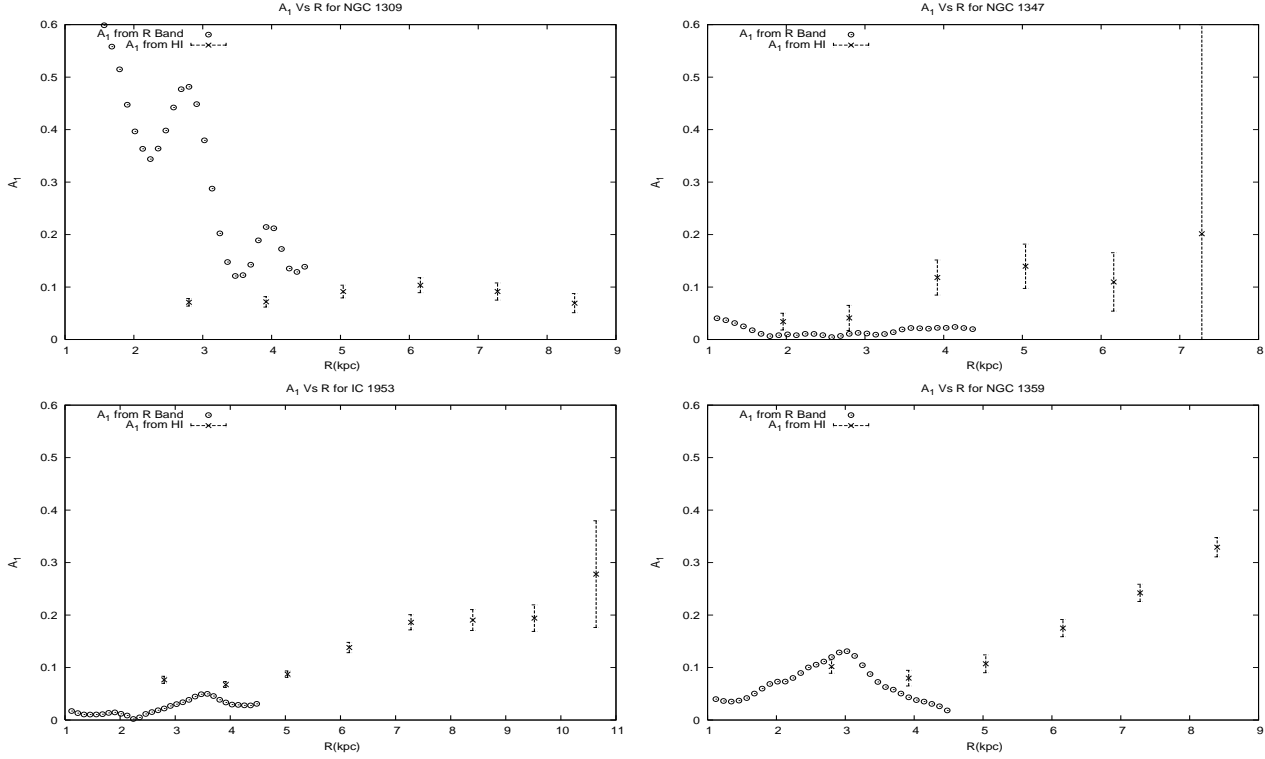 A1 Vs R for NGC 1309
A1 from R Band
A1 from HI
0.6
0.5
0.4
0.3
0.2
0.1
0
A1
1 2 3 4 5 6 7 8 9
R(kpc)
A1 Vs R for NGC 1347
A1 from R Band
A1 from HI
0.6
0.5
0.4
0.3
0.2
0.1
0
A1
1 2 3 4 5 6 7 8
R(kpc)
A1 Vs R for IC 1953
A1 from R Band
A1 from HI
0.6
0.5
0.4
0.3
0.2
0.1
0
A1
1 2 3 4 5 6 7 8 9 10 11
R(kpc)
A1 Vs R for NGC 1359
A1 from R Band
A1 from HI
0.6
0.5
0.4
0.3
0.2
0.1
0
A1
1 2 3 4 5 6 7 8 9
R(kpc)